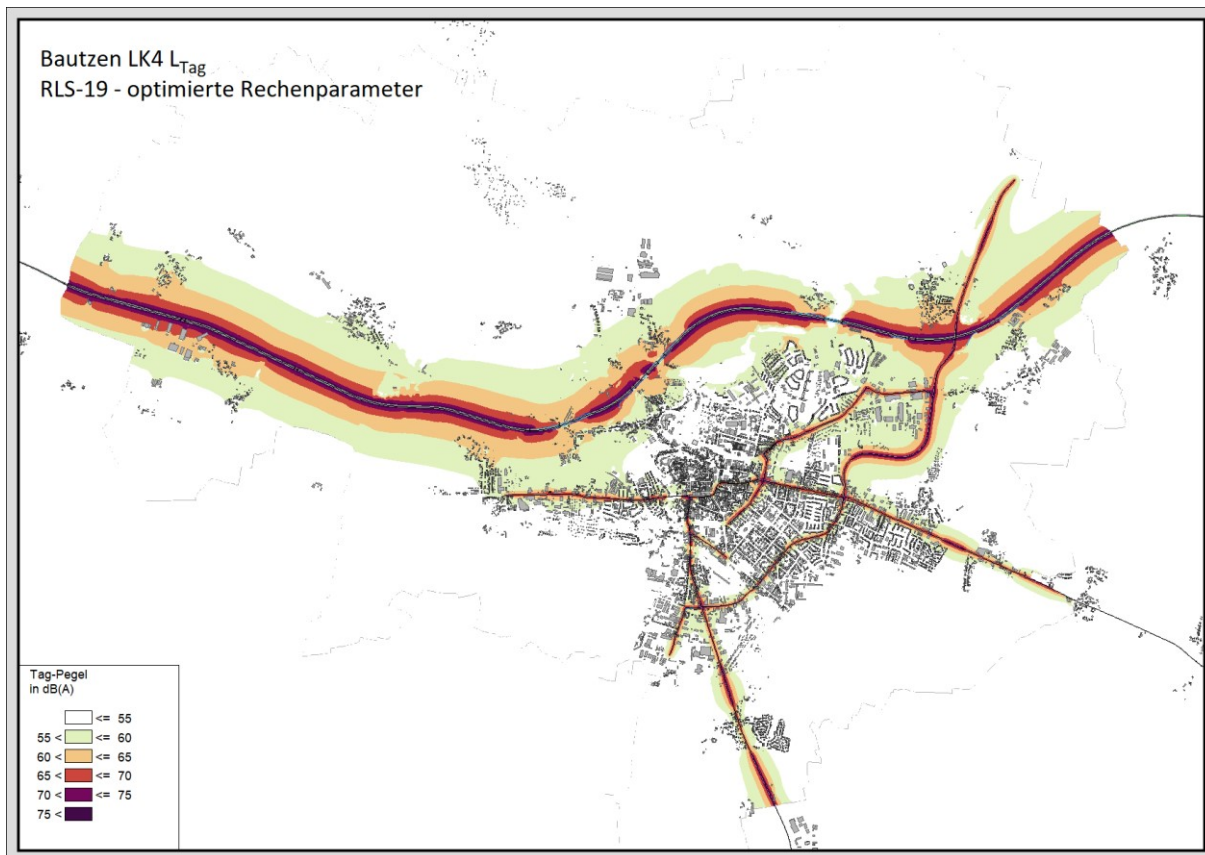 Bautzen LK4 LTag
RLS-19 - optimierte Rechenparameter
Tag-Pegel
in dB(A)
<= 55
55 < <= 60
60 < <= 65
65 < <= 70
70 < <= 75
75 <